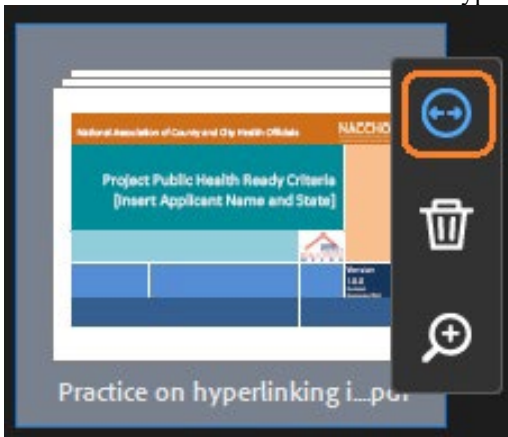 National Association of County and City Health Officials NACCHO
Project Public Health Ready Criteria
[Insert Applicant Name and State]
Version
Practice on hyperlinking i...pdf